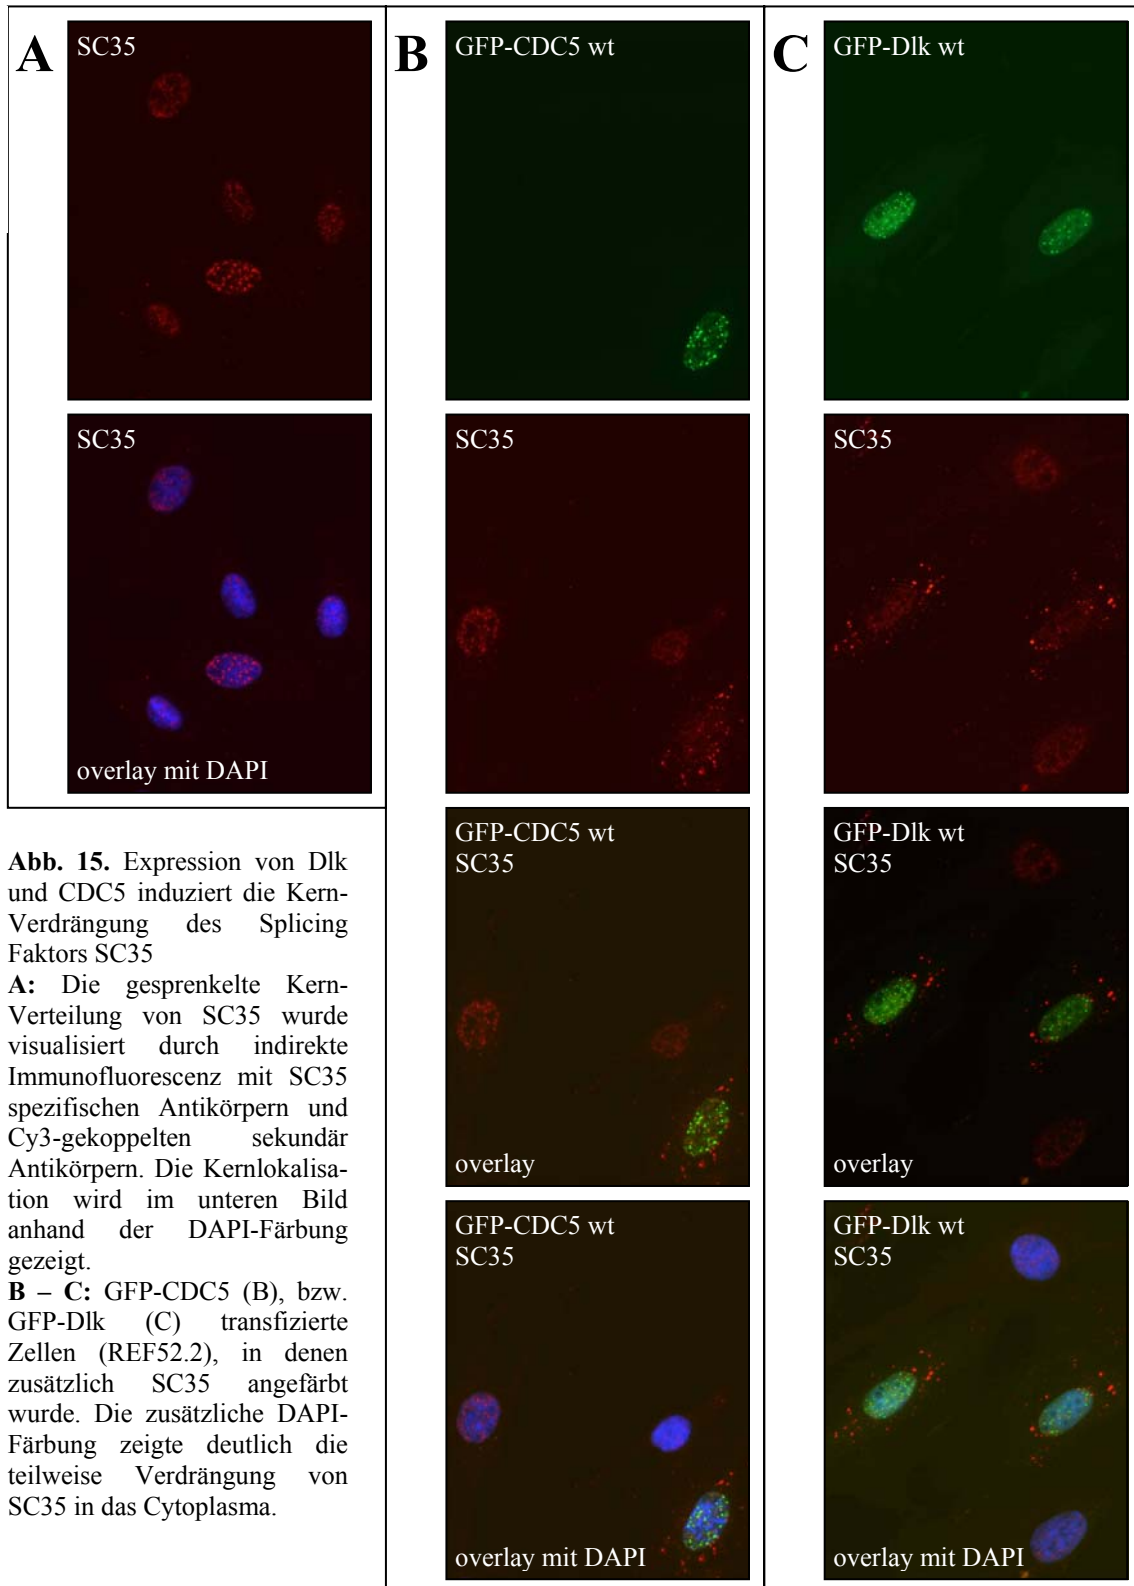 A
SC35
SC35
overlay mit DAPI
B
GFP-CDC5 wt
SC35
GFP-CDC5 wt
SC35
overlay
GFP-CDC5 wt
SC35
overlay mit DAPI
C
GFP-Dlk wt
SC35
GFP-Dlk wt
SC35
overlay
GFP-Dlk wt
SC35
overlay mit DAPI
Abb. 15. Expression von Dlk
und CDC5 induziert die Kern-
Verdrängung des Splicing
Faktors SC35
A: Die gesprenkelte Kern-
Verteilung von SC35 wurde
visualisiert durch indirekte
Immunofluorescenz mit SC35
spezifischen Antikörpern und
Cy3-gekoppelten sekundär
Antikörpern. Die Kernlokalisa-
tion wird im unteren Bild
anhand der DAPI-Färbung
gezeigt.
B – C: GFP-CDC5 (B), bzw.
GFP-Dlk (C) transfizierte
Zellen (REF52.2), in denen
zusätzlich SC35 angefärbt
wurde. Die zusätzliche DAPI-
Färbung zeigte deutlich die
teilweise Verdrängung von
SC35 in das Cytoplasma.